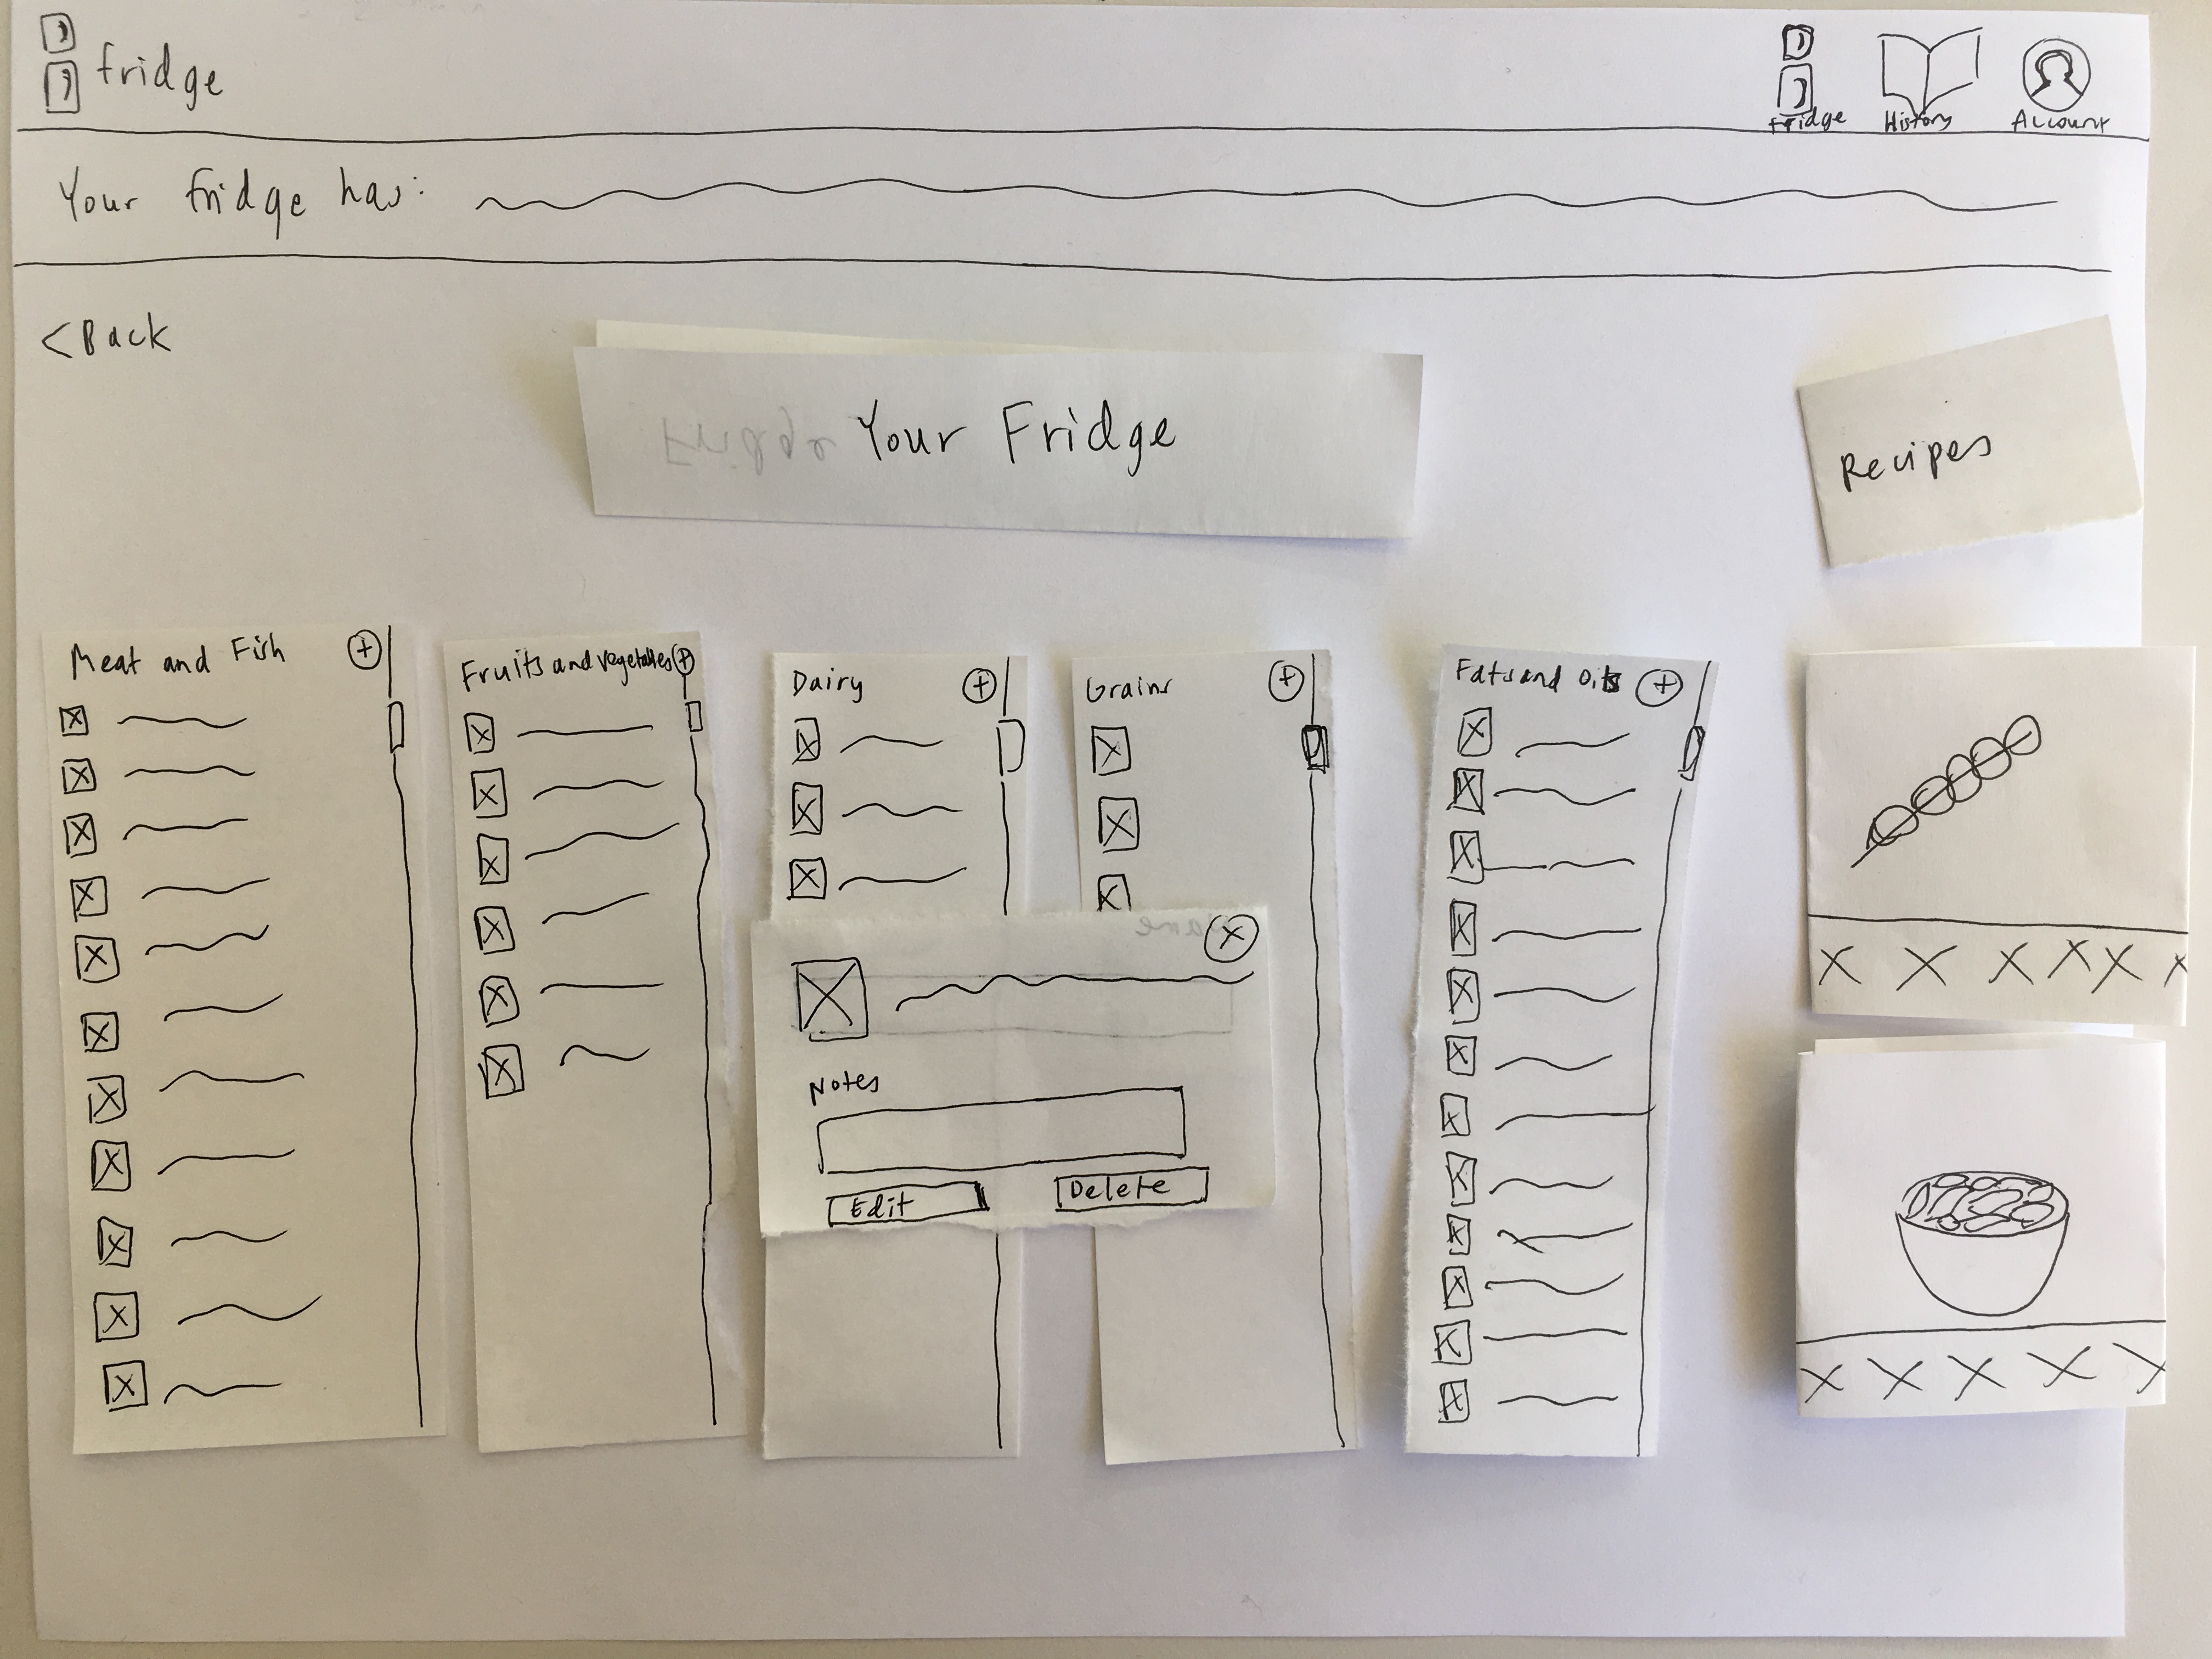 fridge
Fridge
History
Account
Your fridge has:
<Back
Your Fridge
Recipes
Meat and Fish
Fruits and vegetables
Dairy
Grains
Fats and Oils
Notes
Edit
Delete